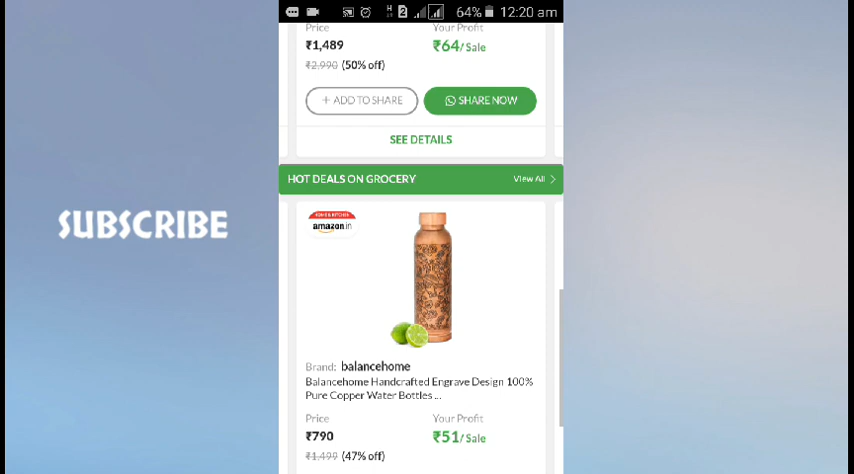 64% 12:20 am
Price Your Profit
₹1,489 ₹64/ Sale
₹2,990 (50% off)
+ ADD TO SHARE SHARE NOW
SEE DETAILS
HOT DEALS ON GROCERY View All >
SUBSCRIBE
HOME & KITCHEN
amazon.in
Brand: balancehome
Balancehome Handcrafted Engrave Design 100%
Pure Copper Water Bottles ...
Price Your Profit
₹790 ₹51/ Sale
₹1,499 (47% off)